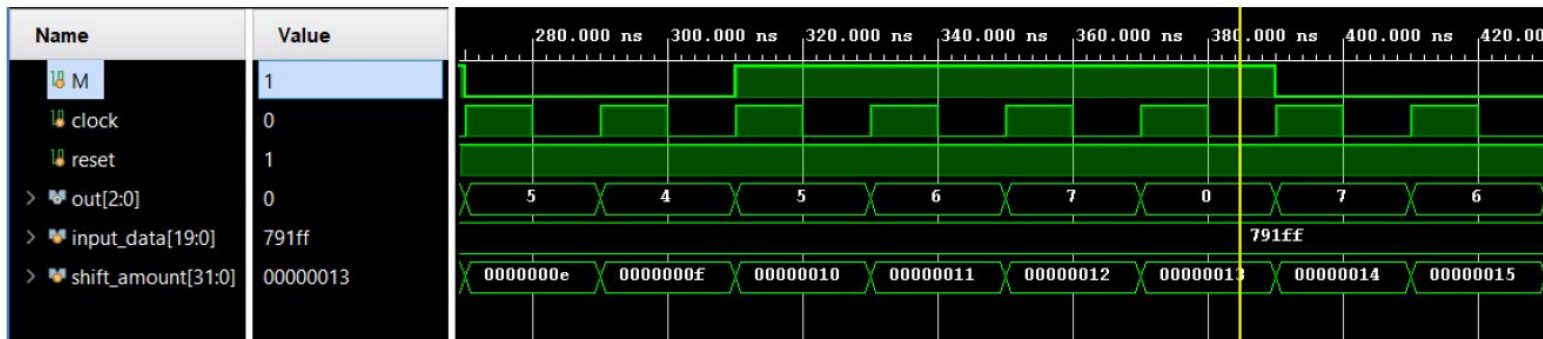 Name Value 280.000 ns 300.000 ns 320.000 ns 340.000 ns 360.000 ns 380.000 ns 400.000 ns 420.00
M 1
clock 0
reset 1
out[2:0] 0 5 4 5 6 7 0 7 6
input_data[19:0] 791ff 791ff
shift_amount[31:0] 00000013 0000000e 0000000f 00000010 00000011 00000012 00000013 00000014 00000015